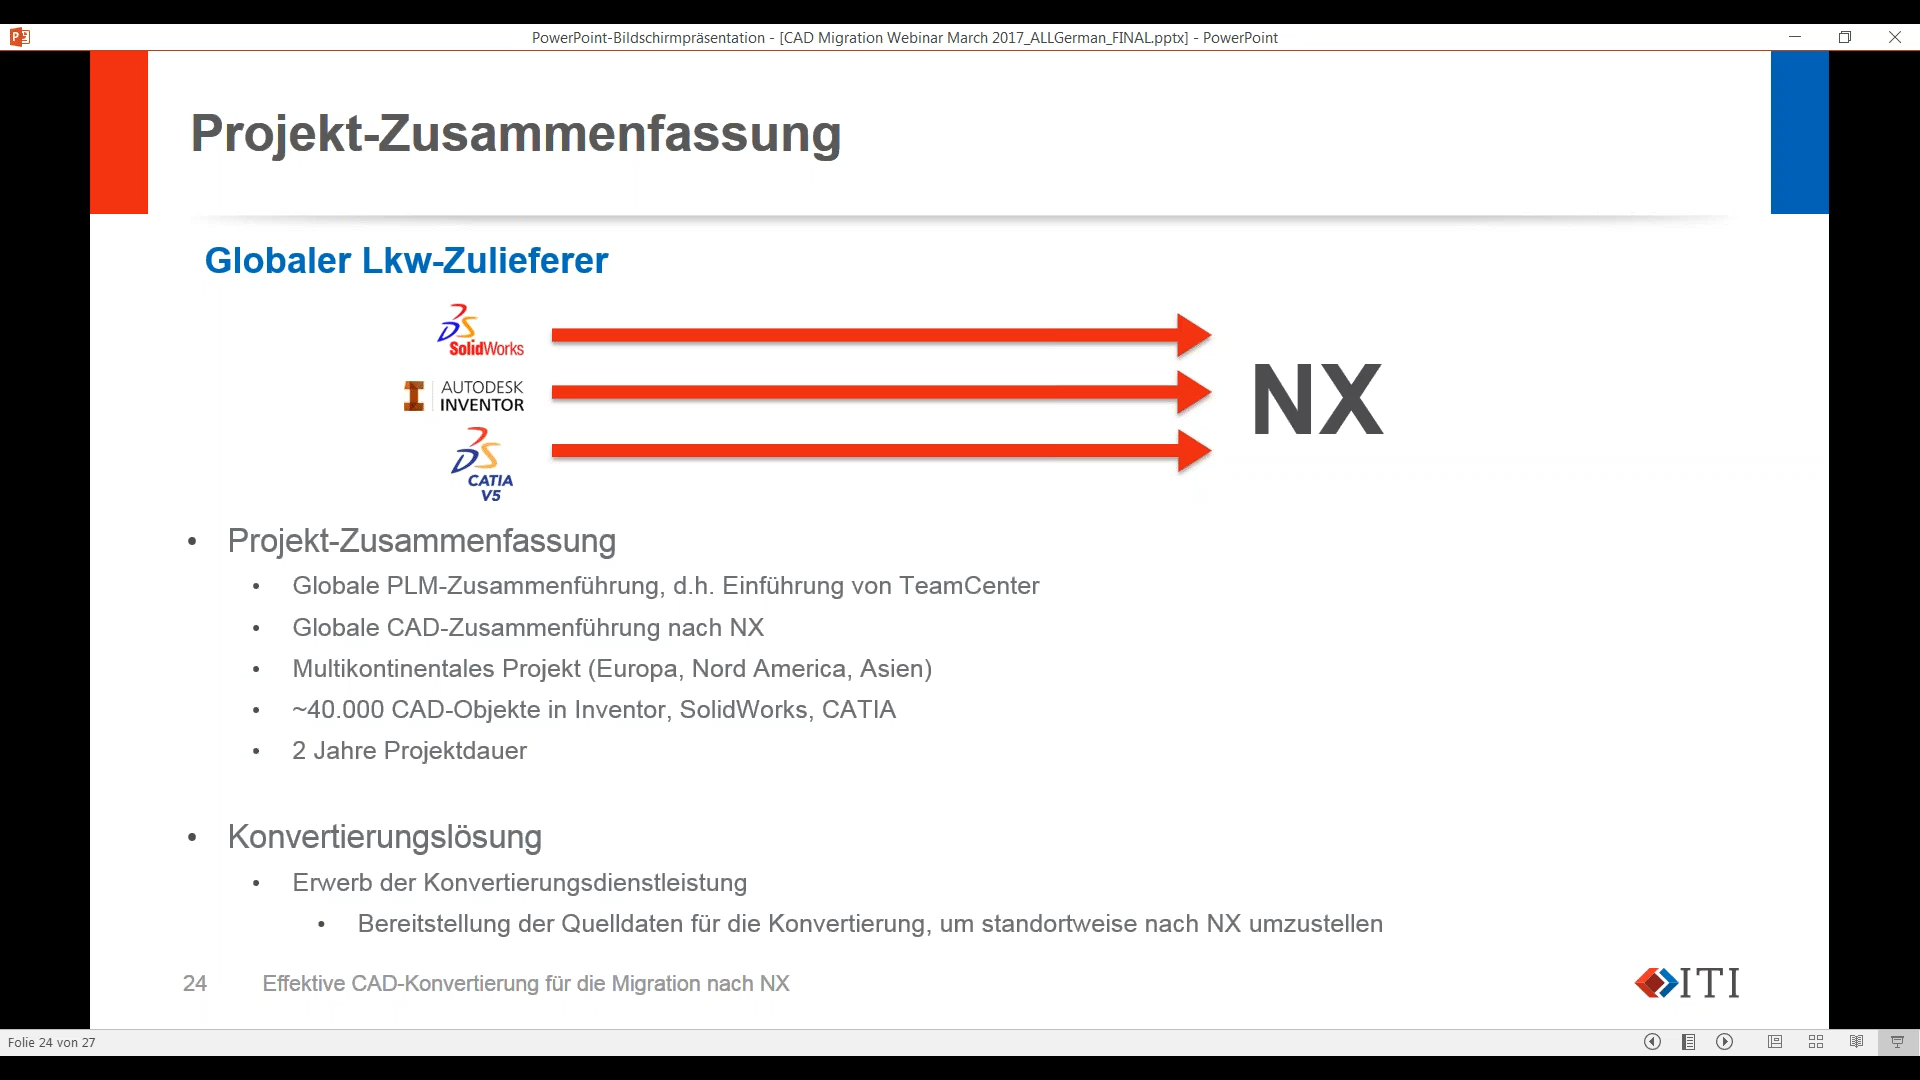 PowerPoint-Bildschirmpräsentation - [CAD Migration Webinar March 2017_ALLGerman_FINAL.pptx] - PowerPoint
Projekt-Zusammenfassung
Globaler Lkw-Zulieferer
SolidWorks
AUTODESK
INVENTOR
CATIA
V5
NX
• Projekt-Zusammenfassung
• Globale PLM-Zusammenführung, d.h. Einführung von TeamCenter
• Globale CAD-Zusammenführung nach NX
• Multikontinentales Projekt (Europa, Nord America, Asien)
• ~40.000 CAD-Objekte in Inventor, SolidWorks, CATIA
• 2 Jahre Projektdauer
• Konvertierungslösung
• Erwerb der Konvertierungsdienstleistung
• Bereitstellung der Quelldaten für die Konvertierung, um standortweise nach NX umzustellen
24 Effektive CAD-Konvertierung für die Migration nach NX
ITI
Folie 24 von 27